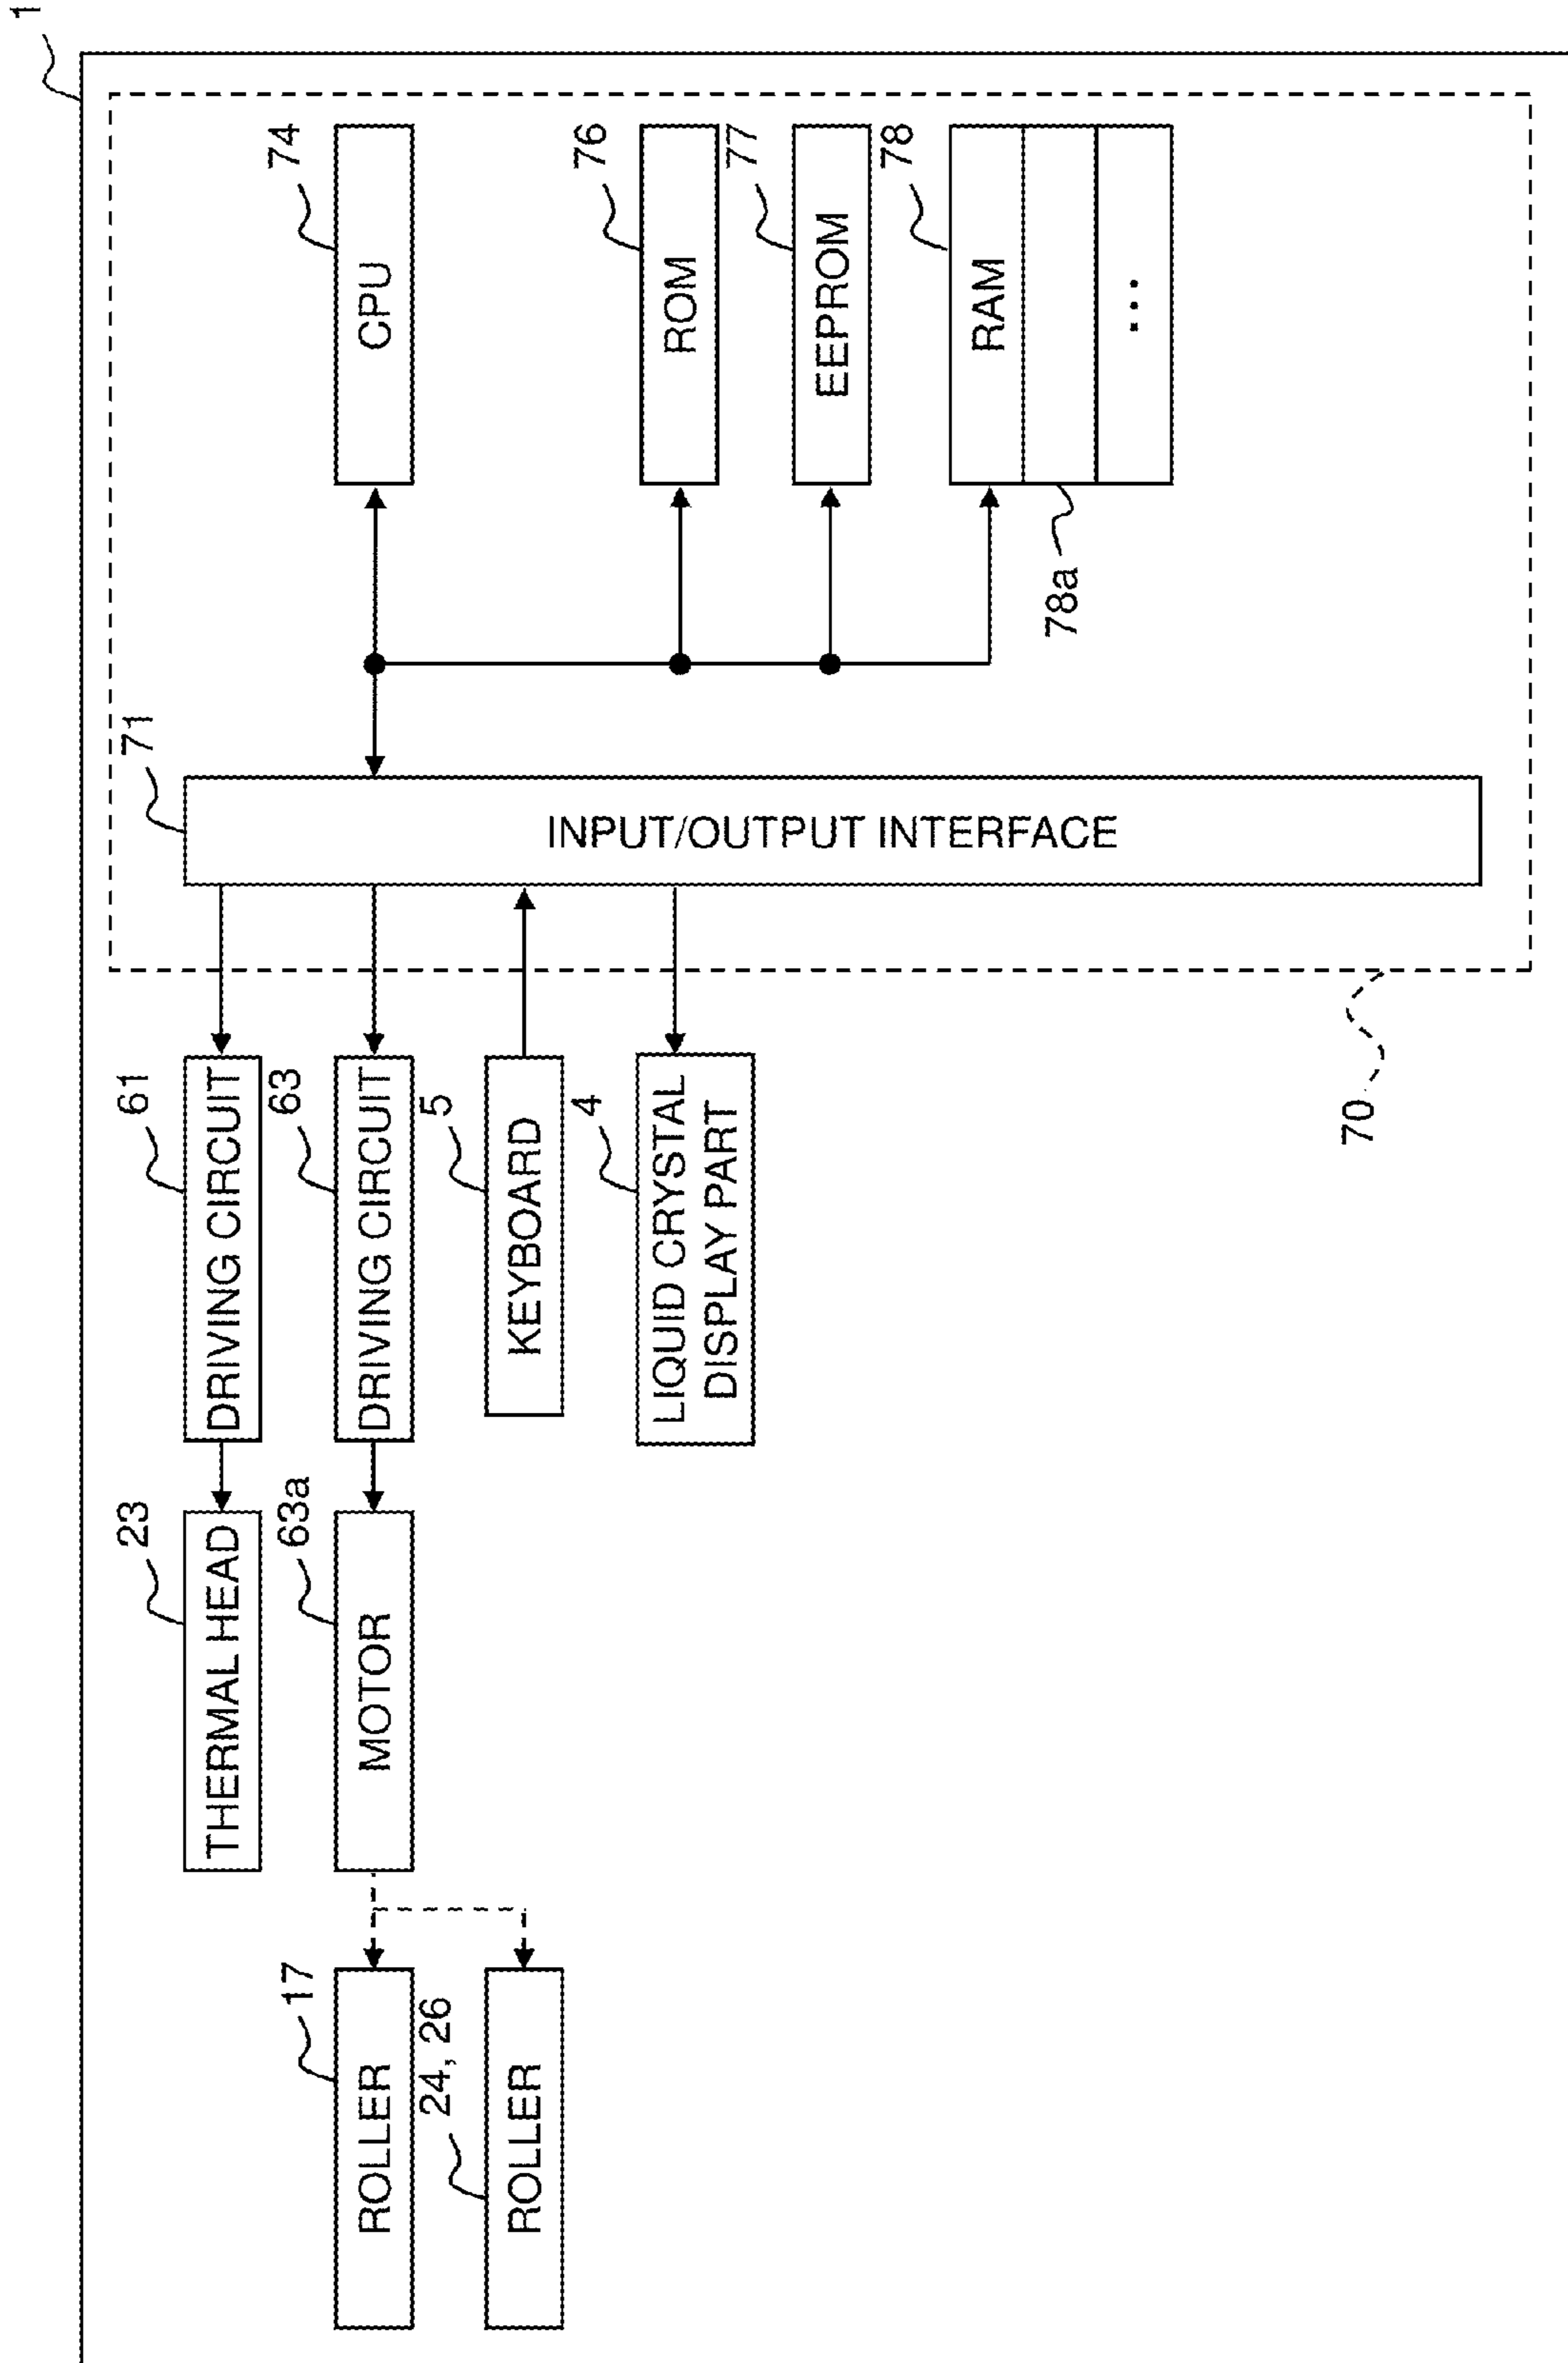 1
74
CPU
76
ROM
77
EEPROM
78
RAM
78a
...
71
INPUT/OUTPUT INTERFACE
70
61
DRIVING CIRCUIT
63
DRIVING CIRCUIT
5
KEYBOARD
4
LIQUID CRYSTAL
DISPLAY PART
23
THERMAL HEAD
63a
MOTOR
17
ROLLER
24, 26
ROLLER